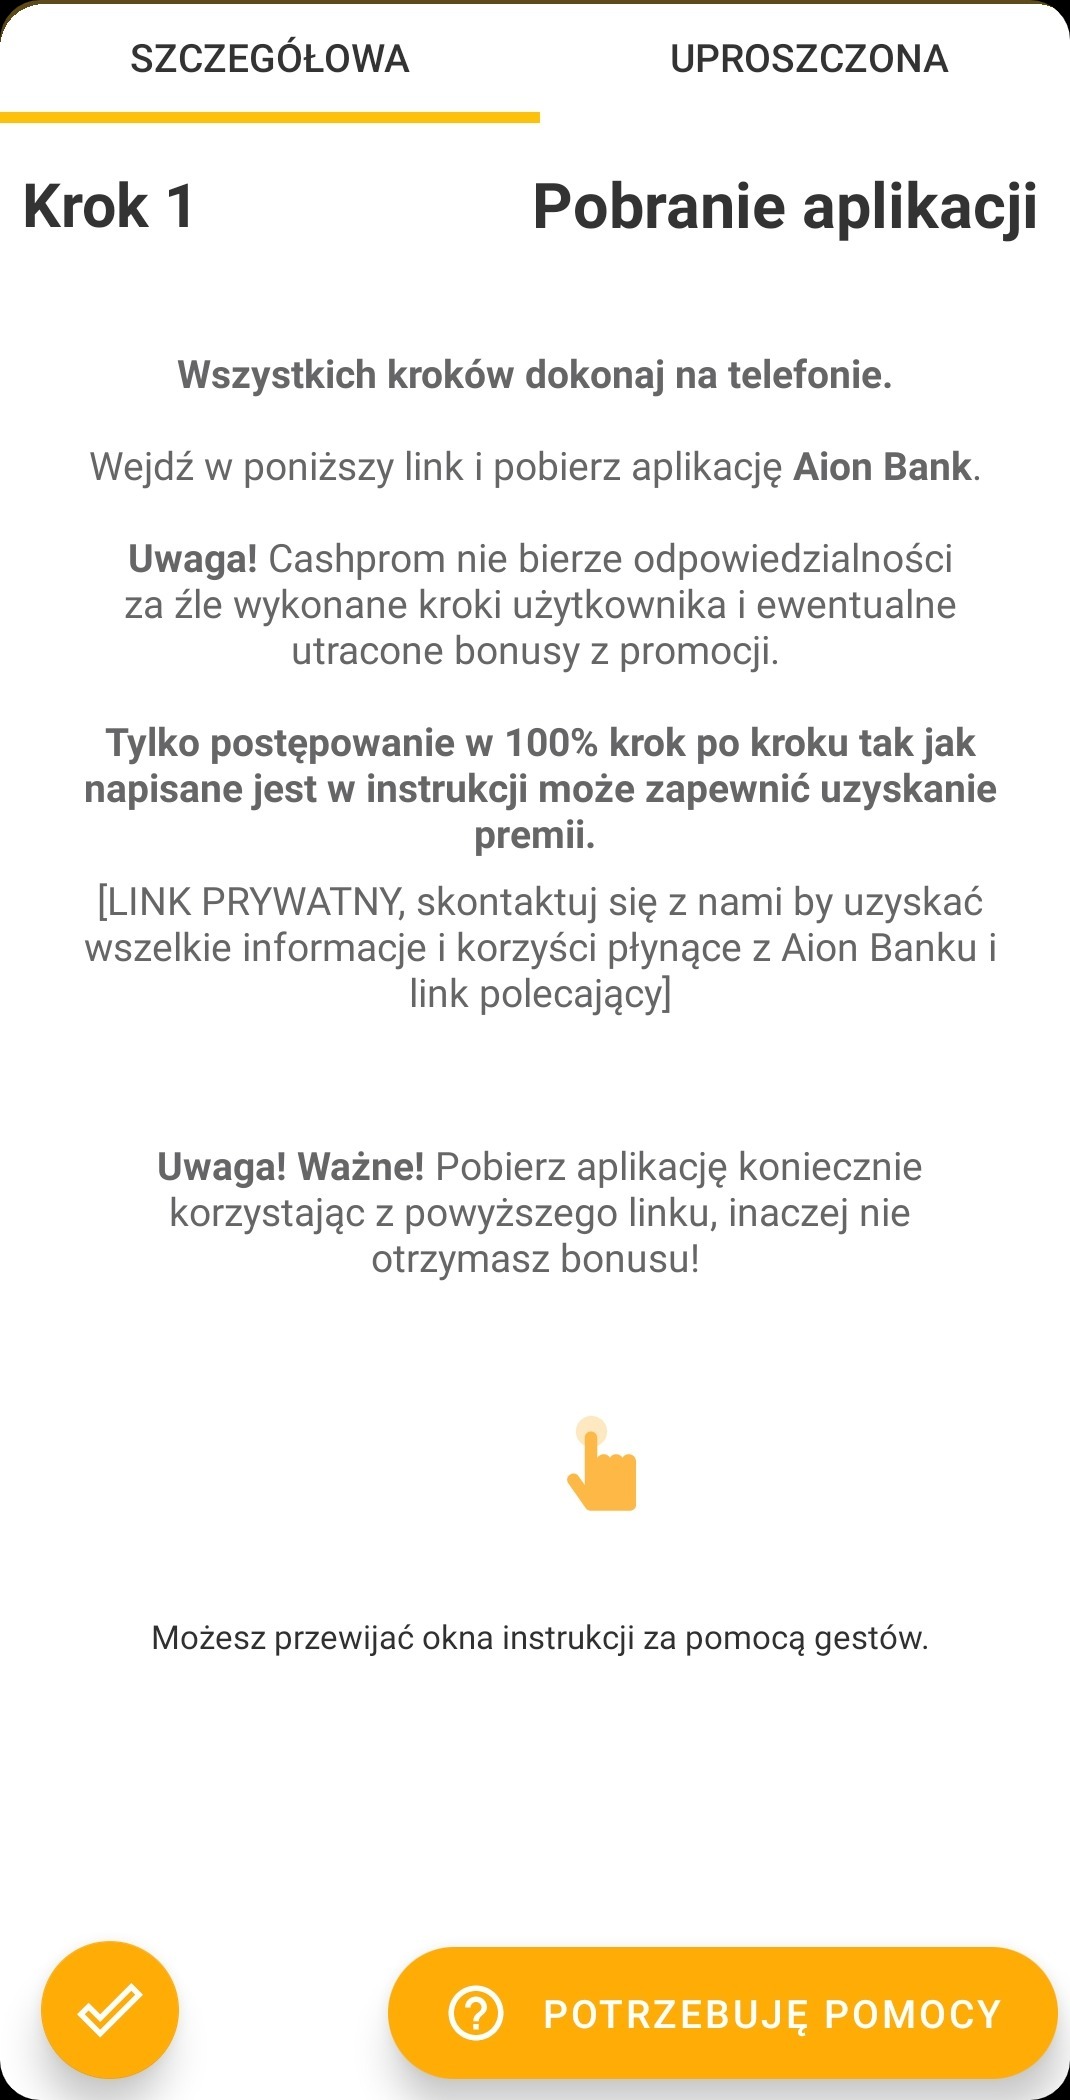 SZCZEGÓŁOWA
UPROSZCZONA
Krok 1
Pobranie aplikacji
Wszystkich kroków dokonaj na telefonie.
Wejdź w poniższy link i pobierz aplikację Aion Bank.
Uwaga! Cashprom nie bierze odpowiedzialności
za źle wykonane kroki użytkownika i ewentualne
utracone bonusy z promocji.
Tylko postępowanie w 100% krok po kroku tak jak
napisane jest w instrukcji może zapewnić uzyskanie
premii.
[LINK PRYWATNY, skontaktuj się z nami by uzyskać
wszelkie informacje i korzyści płynące z Aion Banku i
link polecający]
Uwaga! Ważne! Pobierz aplikację koniecznie
korzystając z powyższego linku, inaczej nie
otrzymasz bonusu!
Możesz przewijać okna instrukcji za pomocą gestów.
POTRZEBUJĘ POMOCY